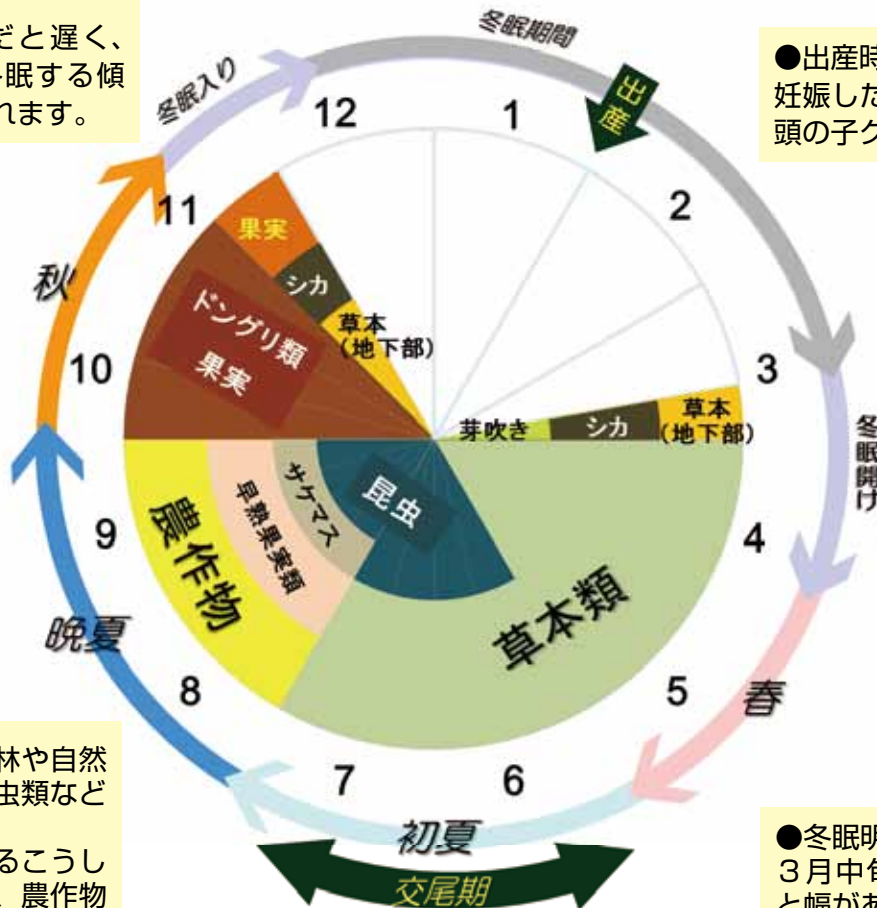 だと遅く、
眠する傾
れます。
●出産時
妊娠した
頭の子グ
冬眠期間
冬眠入り
出産
12
1
2
3
4
5
6
7
8
9
10
11
秋
冬眠開け
春
初夏
晩夏
交尾期
果実
シカ
草本
(地下部)
ドングリ類
果実
芽吹き
シカ
草本
(地下部)
昆虫
サケマス
早熟果実類
農作物
草本類
林や自然
虫類など
るこうし
、農作物
●冬眠明
3月中旬
と幅があ